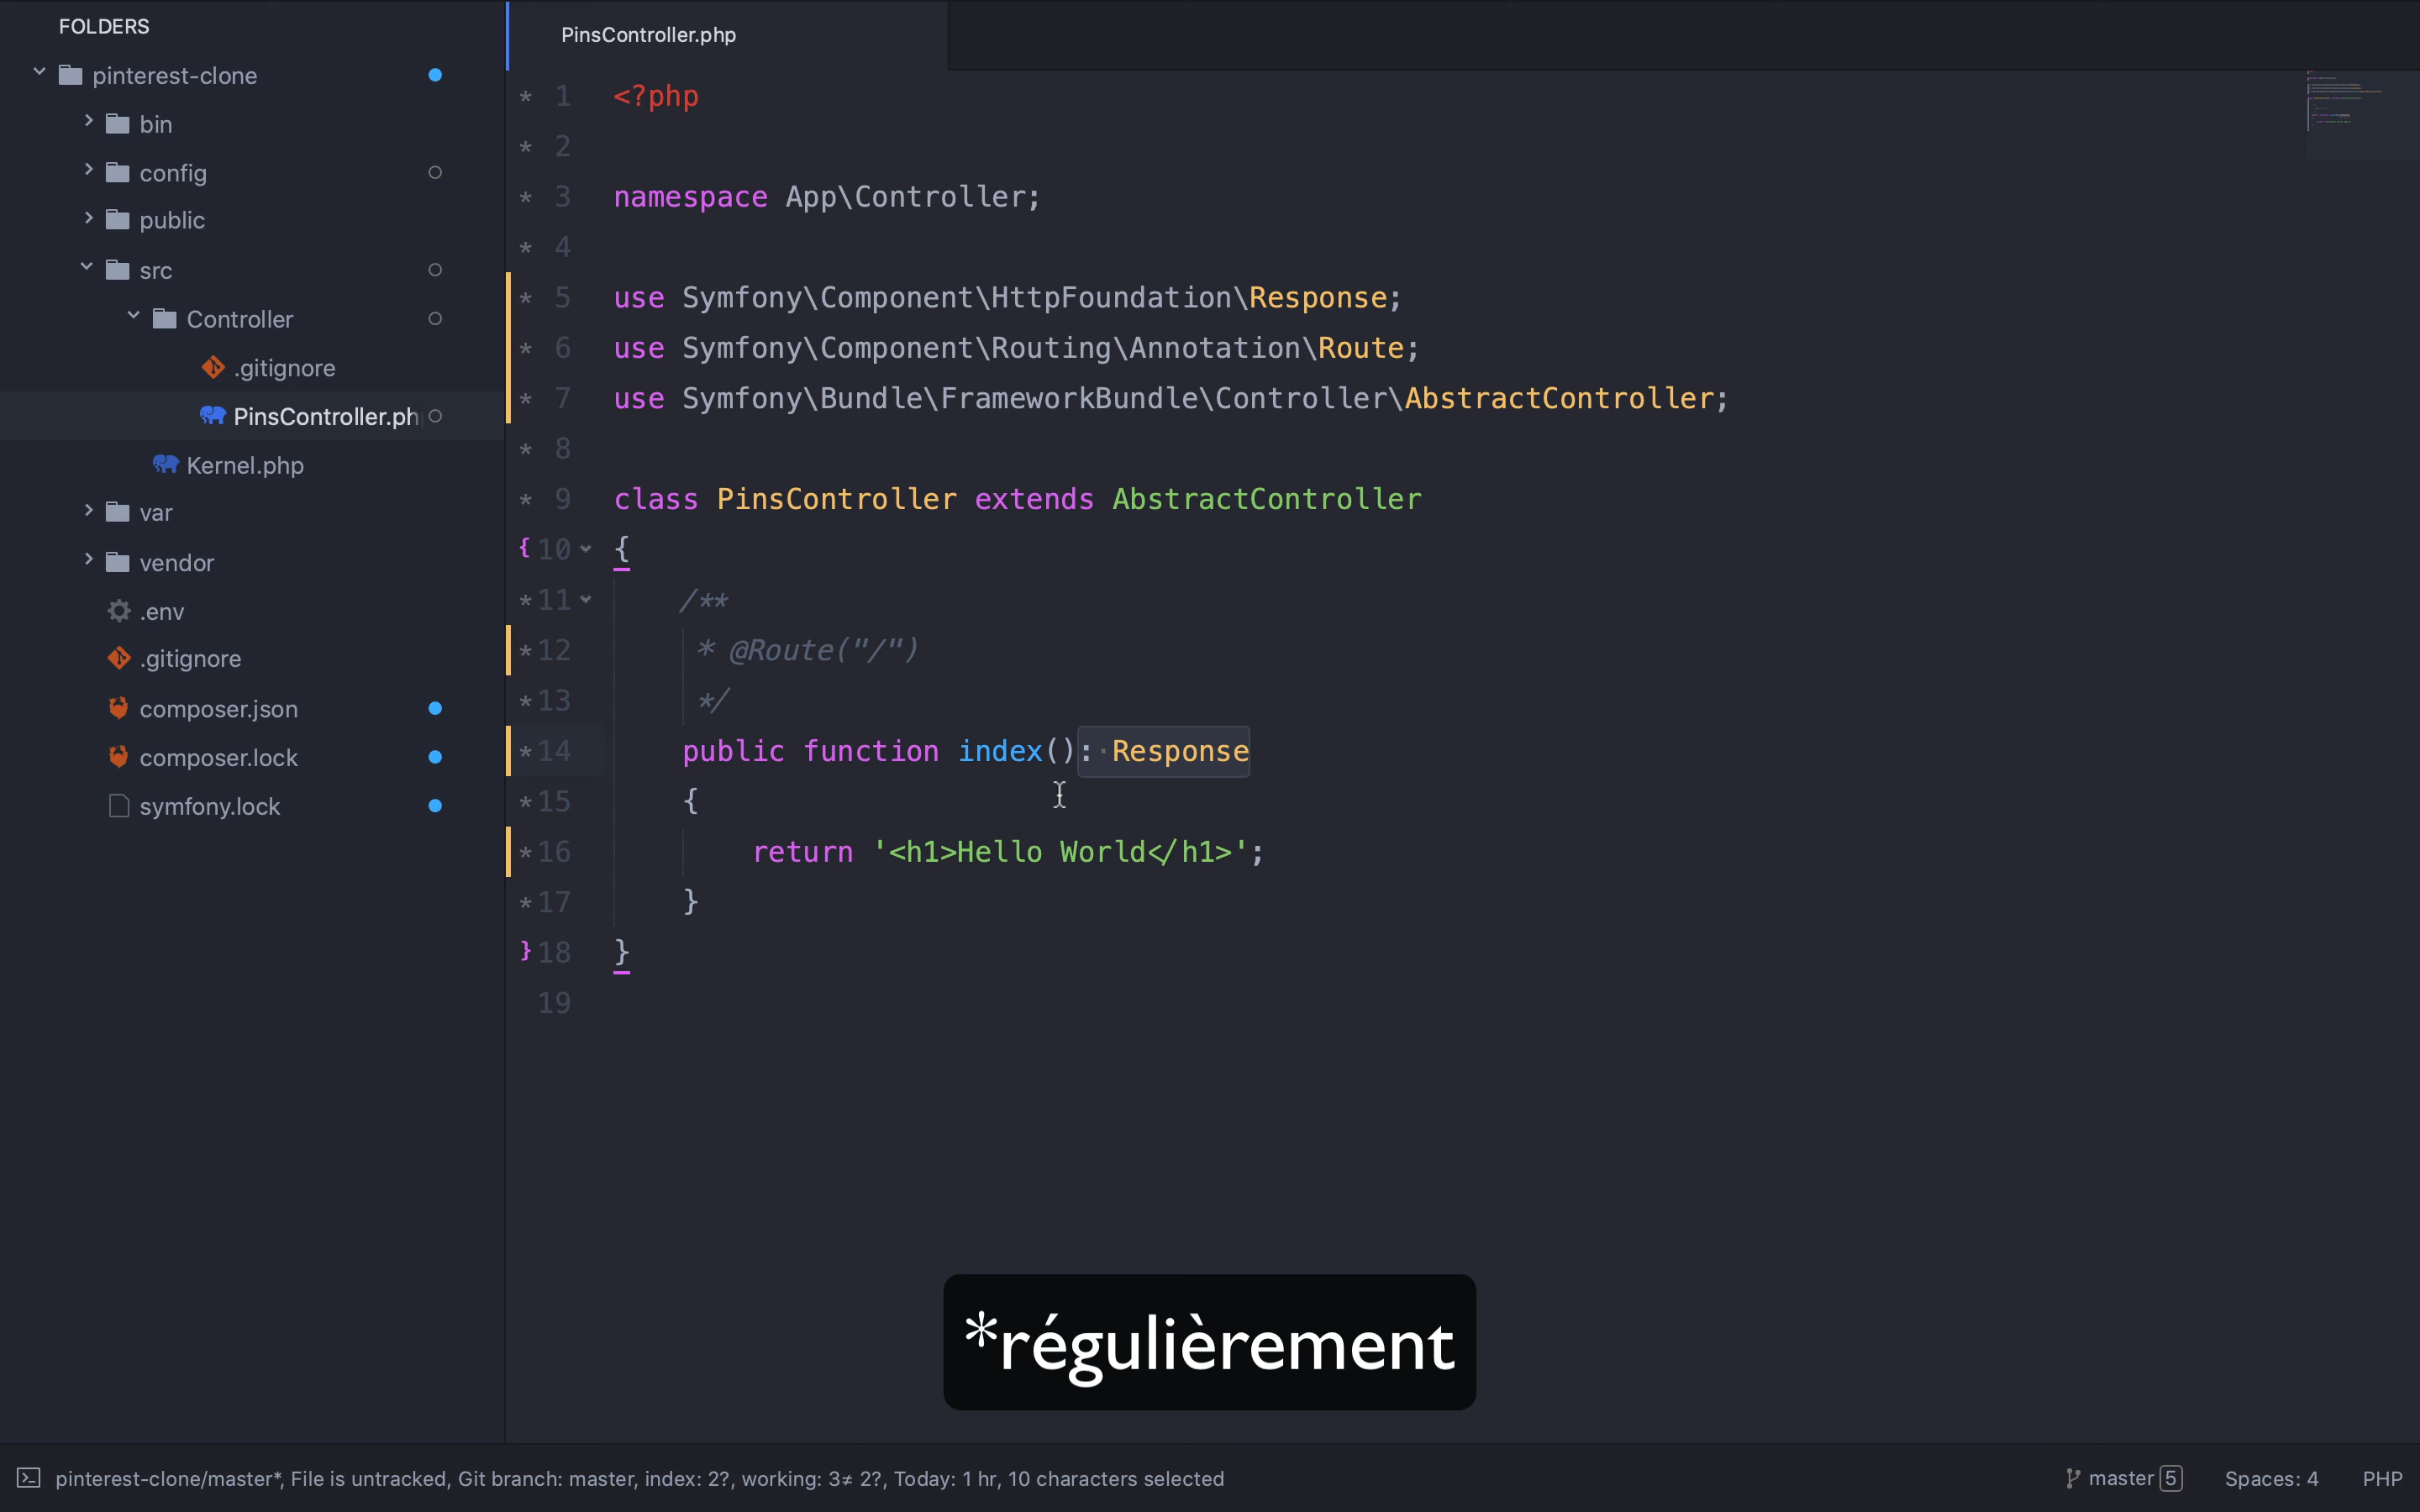 FOLDERS
pinterest-clone
bin
config
public
src
Controller
.gitignore
PinsController.ph
Kernel.php
var
vendor
.env
.gitignore
composer.json
composer.lock
symfony.lock
PinsController.php
* 1 <?php
* 2
* 3 namespace App\Controller;
* 4
* 5 use Symfony\Component\HttpFoundation\Response;
* 6 use Symfony\Component\Routing\Annotation\Route;
* 7 use Symfony\Bundle\FrameworkBundle\Controller\AbstractController;
* 8
* 9 class PinsController extends AbstractController
{ 10 {
* 11 /**
* 12 * @Route("/")
* 13 */
* 14 public function index(): Response
* 15 {
* 16 return '<h1>Hello World</h1>';
* 17 }
} 18 }
19
*régulièrement
pinterest-clone/master*, File is untracked, Git branch: master, index: 2?, working: 3≠ 2?, Today: 1 hr, 10 characters selected
master 5 Spaces: 4 PHP